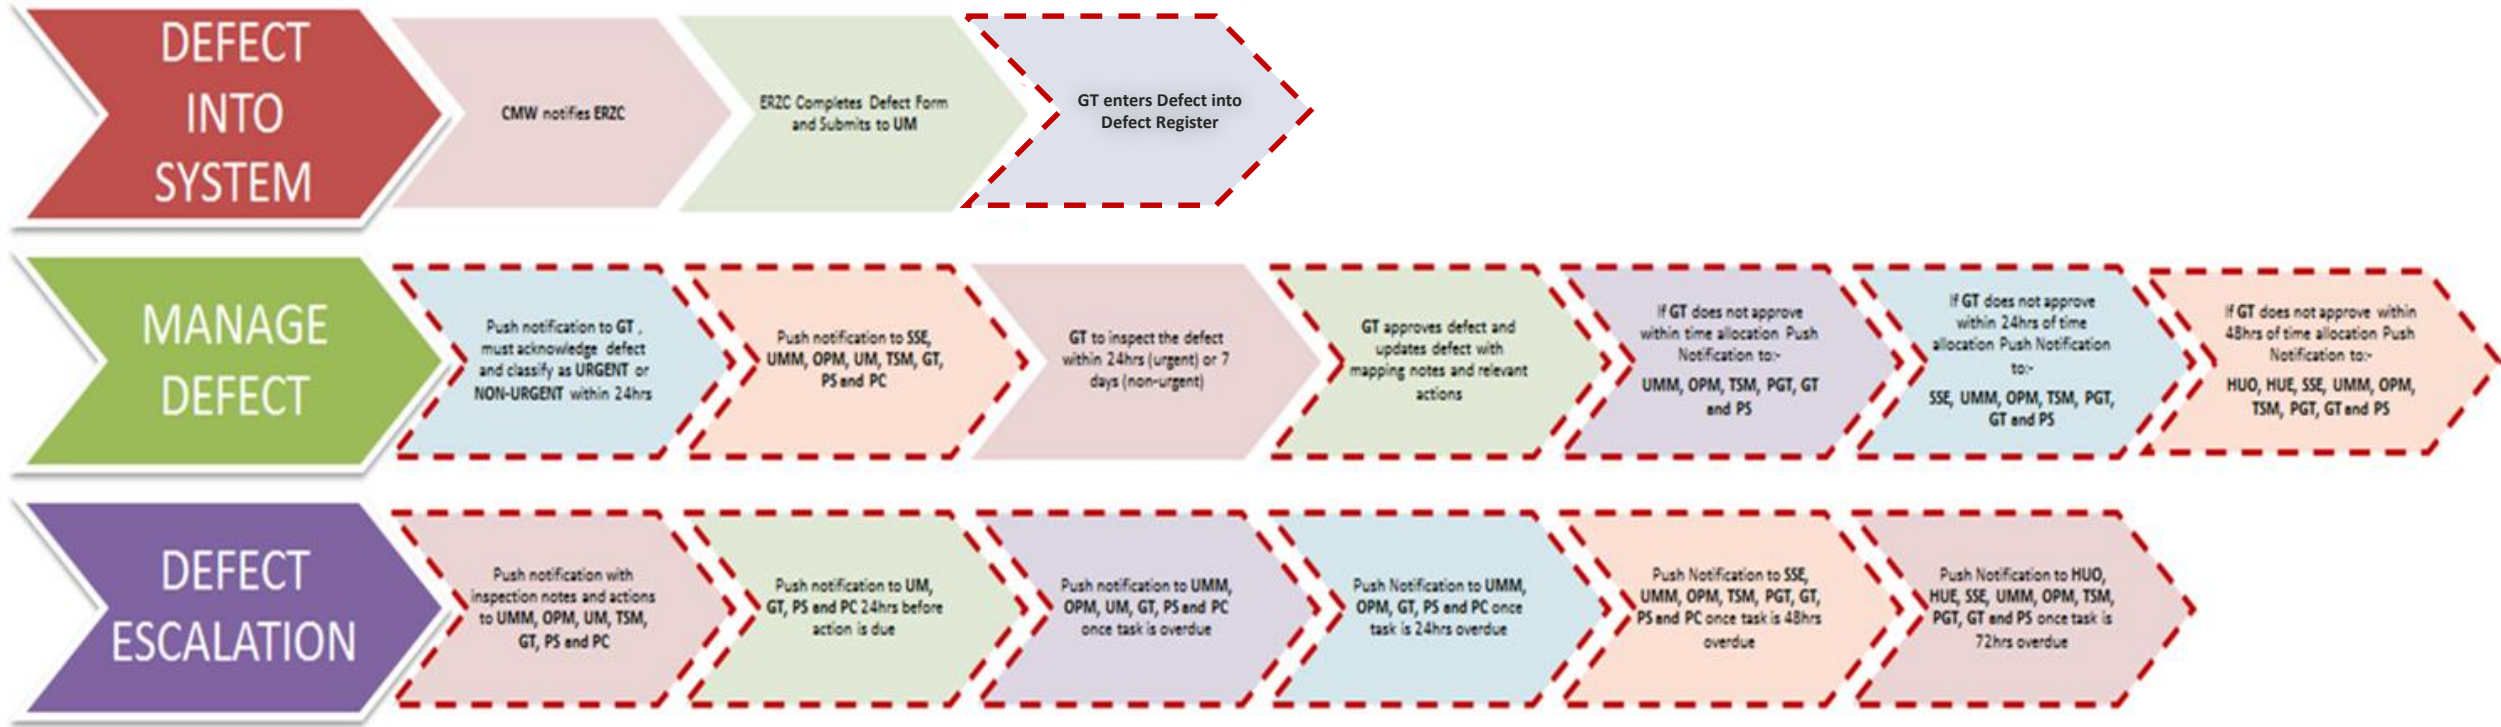 DEFECT
INTO
SYSTEM
CMW notifies ERZC
ERZC Completes Defect Form
and Submits to UM
GT enters Defect into
Defect Register
MANAGE
DEFECT
Push notification to GT ,
must acknowledge defect
and classify as URGENT or
NON-URGENT within 24hrs
Push notification to SSE,
UMM, OPM, UM, TSM, GT,
PS and PC
GT to inspect the defect
within 24hrs (urgent) or 7
days (non-urgent)
GT approves defect and
updates defect with
mapping notes and relevant
actions
If GT does not approve
within time allocation Push
Notification to:-
UMM, OPM, TSM, PGT, GT
and PS
If GT does not approve
within 24hrs of time
allocation Push Notification
to:-
SSE, UMM, OPM, TSM, PGT,
GT and PS
If GT does not approve within
48hrs of time allocation Push
Notification to:-
HUO, HUE, SSE, UMM, OPM,
TSM, PGT, GT and PS
DEFECT
ESCALATION
Push notification with
inspection notes and actions
to UMM, OPM, UM, TSM,
GT, PS and PC
Push notification to UM,
GT, PS and PC 24hrs before
action is due
Push notification to UMM,
OPM, UM, GT, PS and PC
once task is overdue
Push Notification to UMM,
OPM, GT, PS and PC once
task is 24hrs overdue
Push Notification to SSE,
UMM, OPM, TSM, PGT, GT,
PS and PC once task is 48hrs
overdue
Push Notification to HUO,
HUE, SSE, UMM, OPM, TSM,
PGT, GT and PS once task is
72hrs overdue